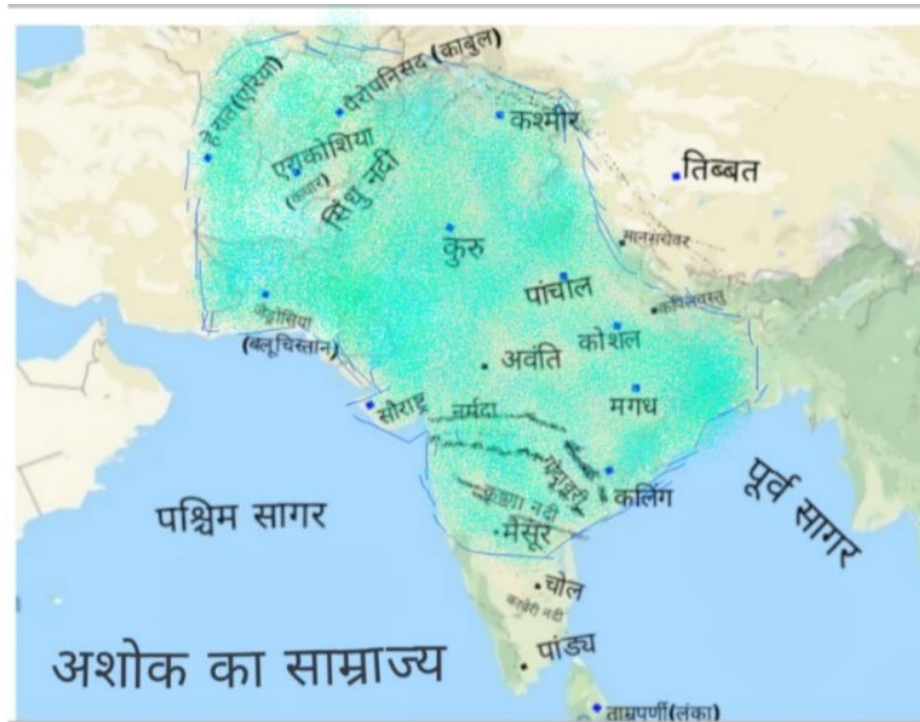 हेरात(एरिया)
पैरोपनिसद (काबुल)
कश्मीर
एराकोशिया
(कंधार)
सिंधु नदी
तिब्बत
कुरु
मानसरोवर
पांचाल
कपिलवस्तु
जेड्रोसिया
(बलूचिस्तान)
कोशल
अवंति
सौराष्ट्र
नर्मदा
मगध
गोदावरी
कलिंग
कृष्णा नदी
पूर्व सागर
पश्चिम सागर
मैसूर
चोल
कावेरी नदी
पांड्य
अशोक का साम्राज्य
ताम्रपर्णी(लंका)